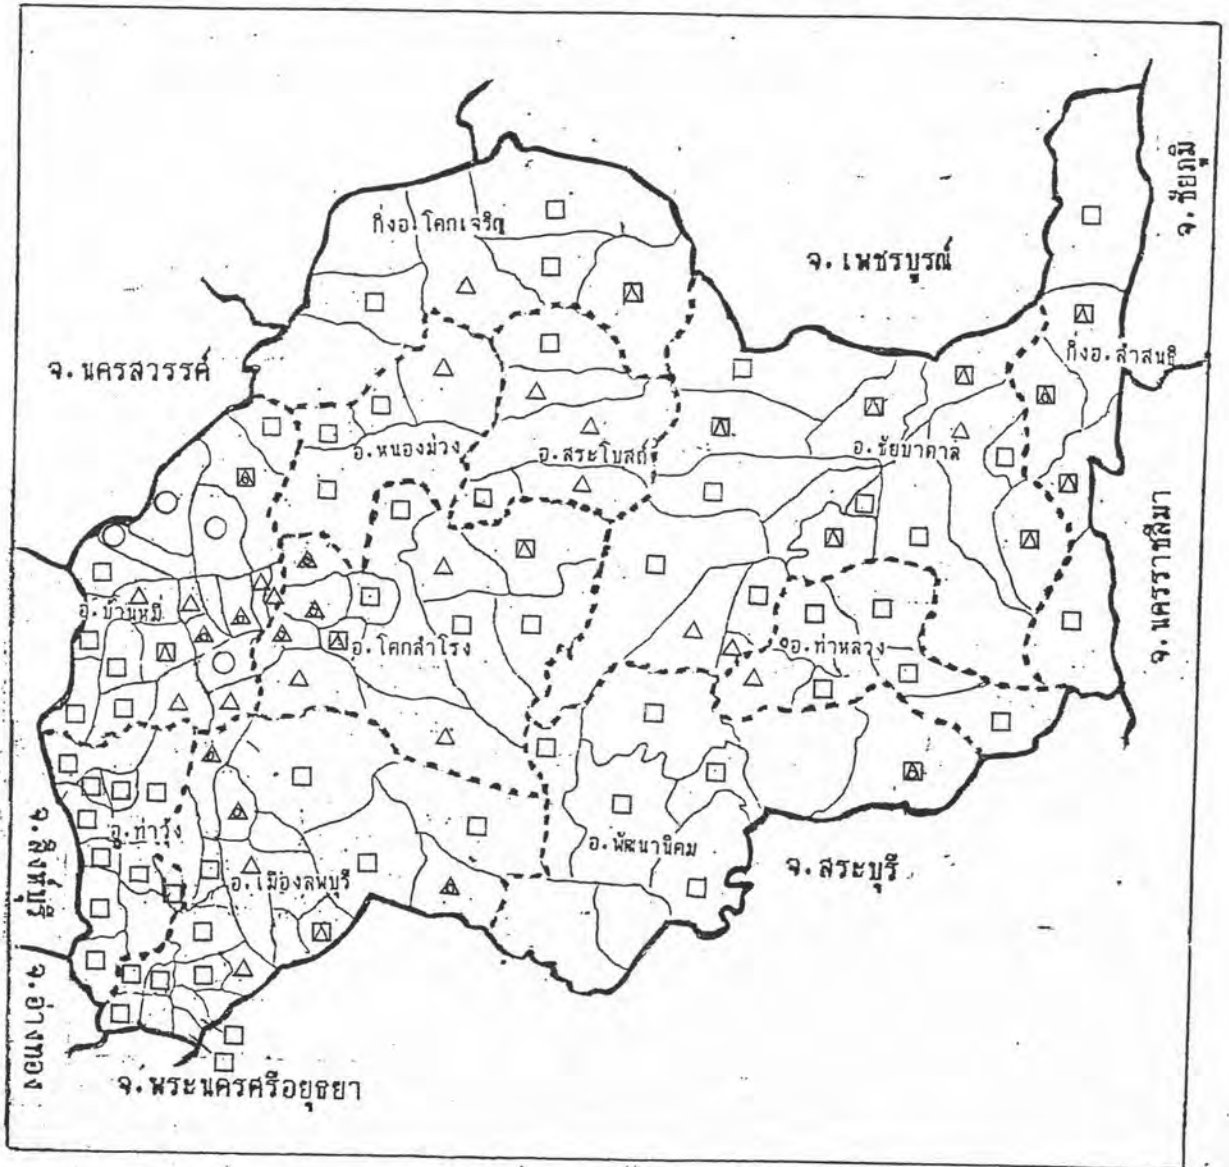 จ. ชัยภูมิ
กิ่งอ. โคกเจริญ
จ. เพชรบูรณ์
กิ่งอ. ลำสนธิ
จ. นครสวรรค์
อ. หนองม่วง
อ. สระโบสถ์
อ. ชัยบาดาล
จ. นครราชสีมา
อ. บ้านหมี่
อ. โคกสำโรง
อ. ท่าหลวง
อ. ท่าวุ้ง
อ. พัฒนานิคม
จ. สระบุรี
จ. สิงห์บุรี
อ. เมืองลพบุรี
จ. อ่างทอง
จ. พระนครศรีอยุธยา